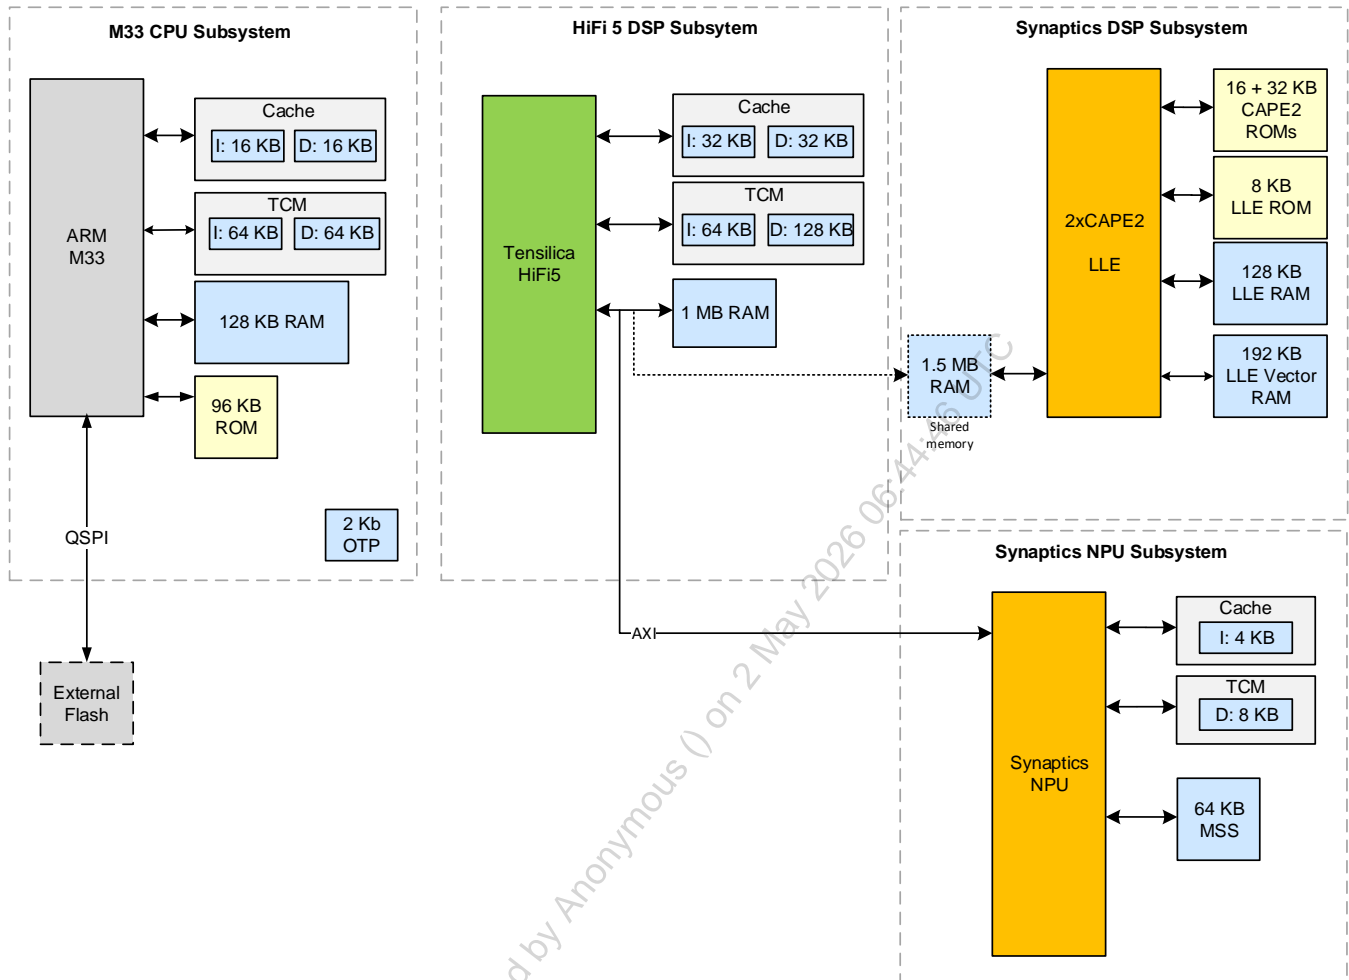 M33 CPU Subsystem
ARM
M33
Cache
I: 16 KB
D: 16 KB
TCM
I: 64 KB
D: 64 KB
128 KB RAM
96 KB
ROM
2 Kb
OTP
QSPI
External
Flash
HiFi 5 DSP Subsytem
Tensilica
HiFi5
Cache
I: 32 KB
D: 32 KB
TCM
I: 64 KB
D: 128 KB
1 MB RAM
AXI
Synaptics DSP Subsystem
1.5 MB
RAM
Shared
memory
2xCAPE2
LLE
16 + 32 KB
CAPE2
ROMs
8 KB
LLE ROM
128 KB
LLE RAM
192 KB
LLE Vector
RAM
Synaptics NPU Subsystem
Synaptics
NPU
Cache
I: 4 KB
TCM
D: 8 KB
64 KB
MSS
d by Anonymous () on 2 May 2026 06:44:46 UTC